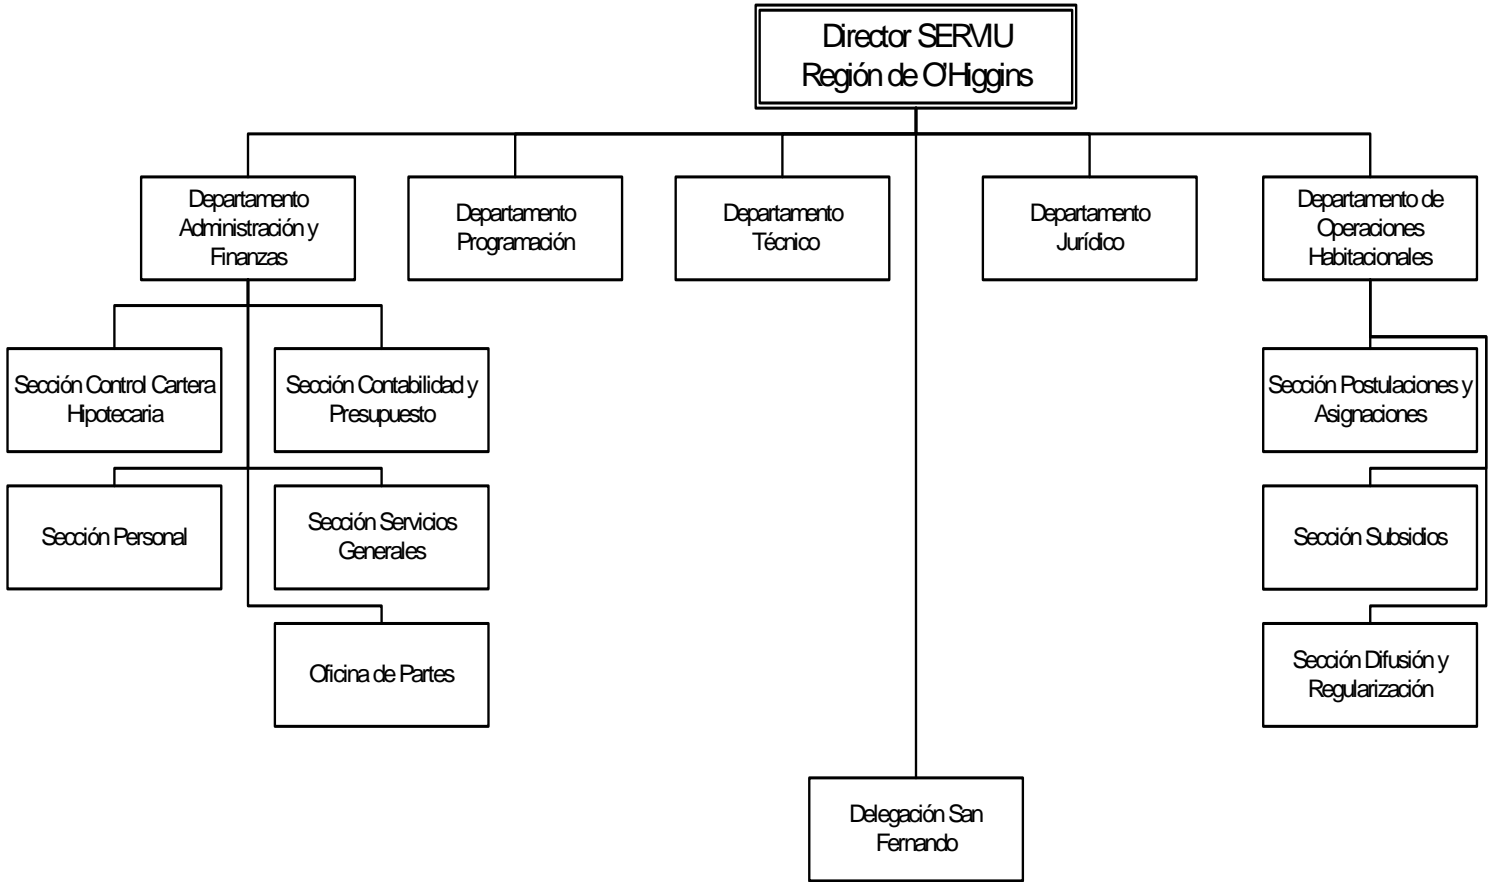 Director SERVIU
Región de O'Higgins
Departamento
Administración y
Finanzas
Departamento
Programación
Departamento
Técnico
Departamento
Jurídico
Departamento de
Operaciones
Habitacionales
Sección Control Cartera
Hipotecaria
Sección Contabilidad y
Presupuesto
Sección Postulaciones y
Asignaciones
Sección Personal
Sección Servicios
Generales
Sección Subsidios
Oficina de Partes
Sección Difusión y
Regularización
Delegación San
Fernando